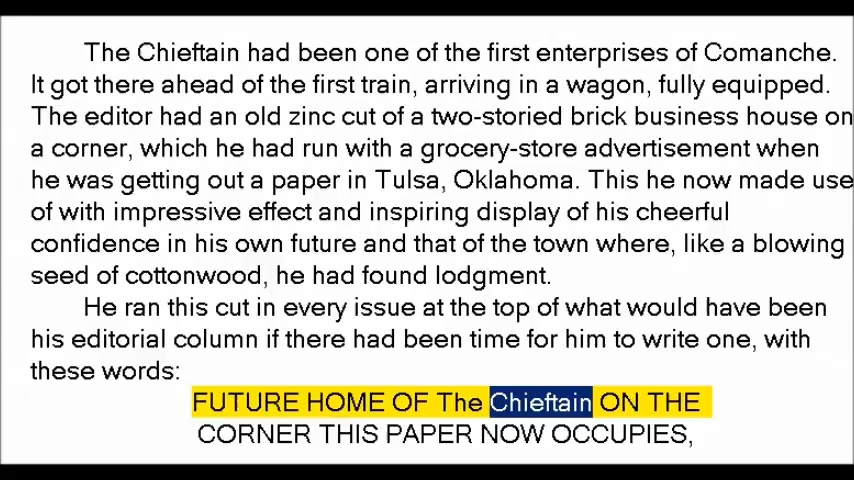 The Chieftain had been one of the first enterprises of Comanche.
It got there ahead of the first train, arriving in a wagon, fully equipped.
The editor had an old zinc cut of a two-storied brick business house on
a corner, which he had run with a grocery-store advertisement when
he was getting out a paper in Tulsa, Oklahoma. This he now made use
of with impressive effect and inspiring display of his cheerful
confidence in his own future and that of the town where, like a blowing
seed of cottonwood, he had found lodgment.
He ran this cut in every issue at the top of what would have been
his editorial column if there had been time for him to write one, with
these words:
FUTURE HOME OF The Chieftain ON THE
CORNER THIS PAPER NOW OCCUPIES,